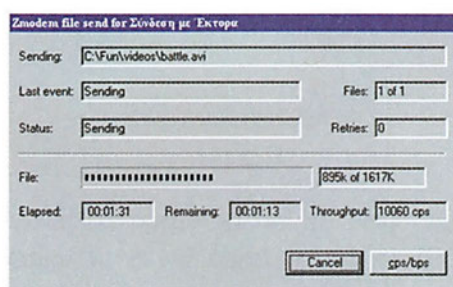 Zmodem file send for Σύνδεση με Έκτορα
Sending: C:\Fun\videos\battle.avi
Last event: Sending Files: 1 of 1
Status: Sending Retries: 0
File: 895k of 1617K
Elapsed: 00:01:31 Remaining: 00:01:13 Throughput: 10060 cps
Cancel cps/bps